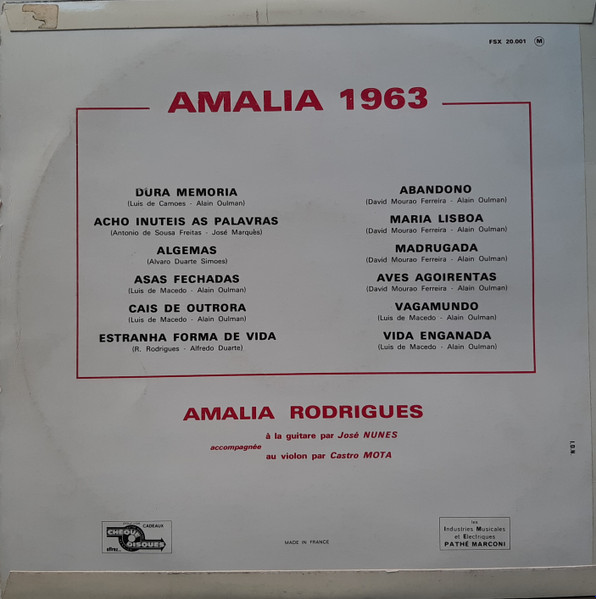 FSX 20.001 M
AMALIA 1963
DURA MEMORIA
(Luis de Camoes - Alain Oulman)
ACHO INUTEIS AS PALAVRAS
(Antonio de Sousa Freitas - José Marquès)
ALGEMAS
(Alvaro Duarte Simoes)
ASAS FECHADAS
(Luis de Macedo - Alain Oulman)
CAIS DE OUTRORA
(Luis de Macedo - Alain Oulman)
ESTRANHA FORMA DE VIDA
(R. Rodrigues - Alfredo Duarte)
ABANDONO
(David Mourao Ferreira - Alain Oulman)
MARIA LISBOA
(David Mourao Ferreira - Alain Oulman)
MADRUGADA
(David Mourao Ferreira - Alain Oulman)
AVES AGOIRENTAS
(David Mourao Ferreira - Alain Oulman)
VAGAMUNDO
(Luis de Macedo - Alain Oulman)
VIDA ENGANADA
(Luis de Macedo - Alain Oulman)
AMALIA RODRIGUES
accompagnée
à la guitare par José NUNES
au violon par Castro MOTA
I.D.N.
CADEAUX
CHEQU
DISQUES
offrez...
MADE IN FRANCE
les
Industries Musicales
et Electriques
PATHÉ MARCONI